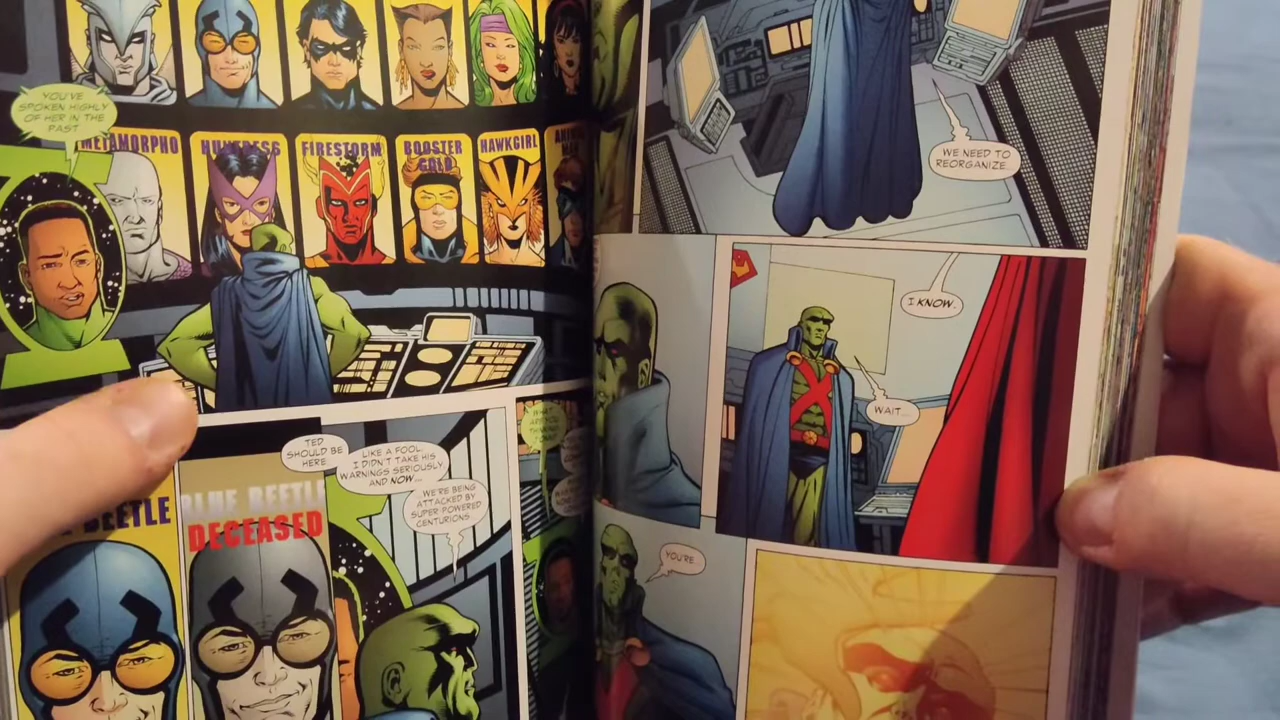 YOU'VE
SPOKEN HIGHLY
OF HER IN THE
PAST
METAMORPHO
HUNTRESS
FIRESTORM
BOOSTER
GOLD
HAWKGIRL
TED
SHOULD BE
HERE
LIKE A FOOL.
I DIDN'T TAKE HIS
WARNINGS SERIOUSLY,
AND NOW...
...WE'RE BEING
ATTACKED BY
SUPER-POWERED
CENTURIONS.
BEETLE
BLUE BEETLE
DECEASED
WE NEED TO
REORGANIZE.
I KNOW.
WAIT...
YOU'RE